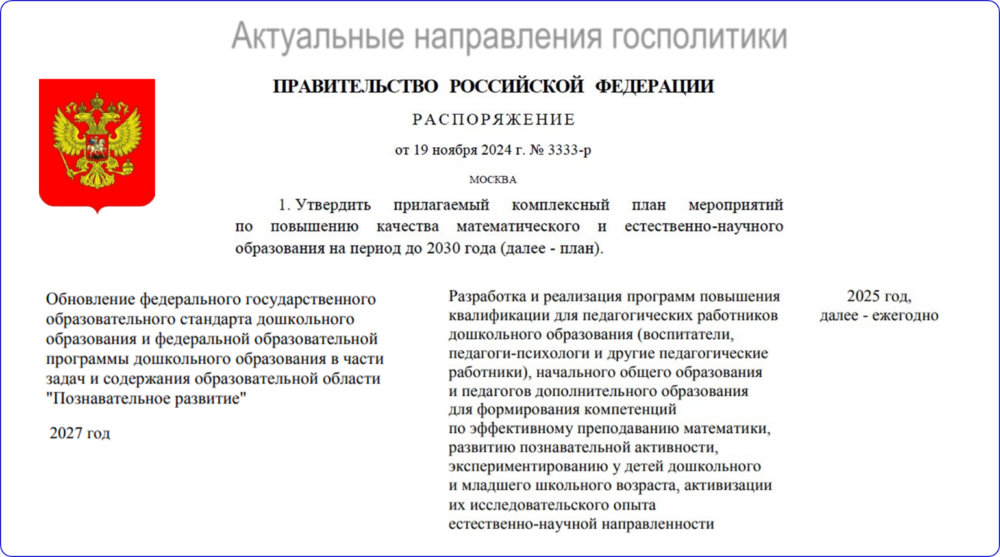 Актуальные направления госполитики
ПРАВИТЕЛЬСТВО РОССИЙСКОЙ ФЕДЕРАЦИИ
РАСПОРЯЖЕНИЕ
от 19 ноября 2024 г. № 3333-р
МОСКВА
1. Утвердить прилагаемый комплексный план мероприятий
по повышению качества математического и естественно-научного
образования на период до 2030 года (далее - план).
Обновление федерального государственного
образовательного стандарта дошкольного
образования и федеральной образовательной
программы дошкольного образования в части
задач и содержания образовательной области
"Познавательное развитие"
2027 год
Разработка и реализация программ повышения
квалификации для педагогических работников
дошкольного образования (воспитатели,
педагоги-психологи и другие педагогические
работники), начального общего образования
и педагогов дополнительного образования
для формирования компетенций
по эффективному преподаванию математики,
развитию познавательной активности,
экспериментированию у детей дошкольного
и младшего школьного возраста, активизации
их исследовательского опыта
естественно-научной направленности
2025 год,
далее - ежегодно